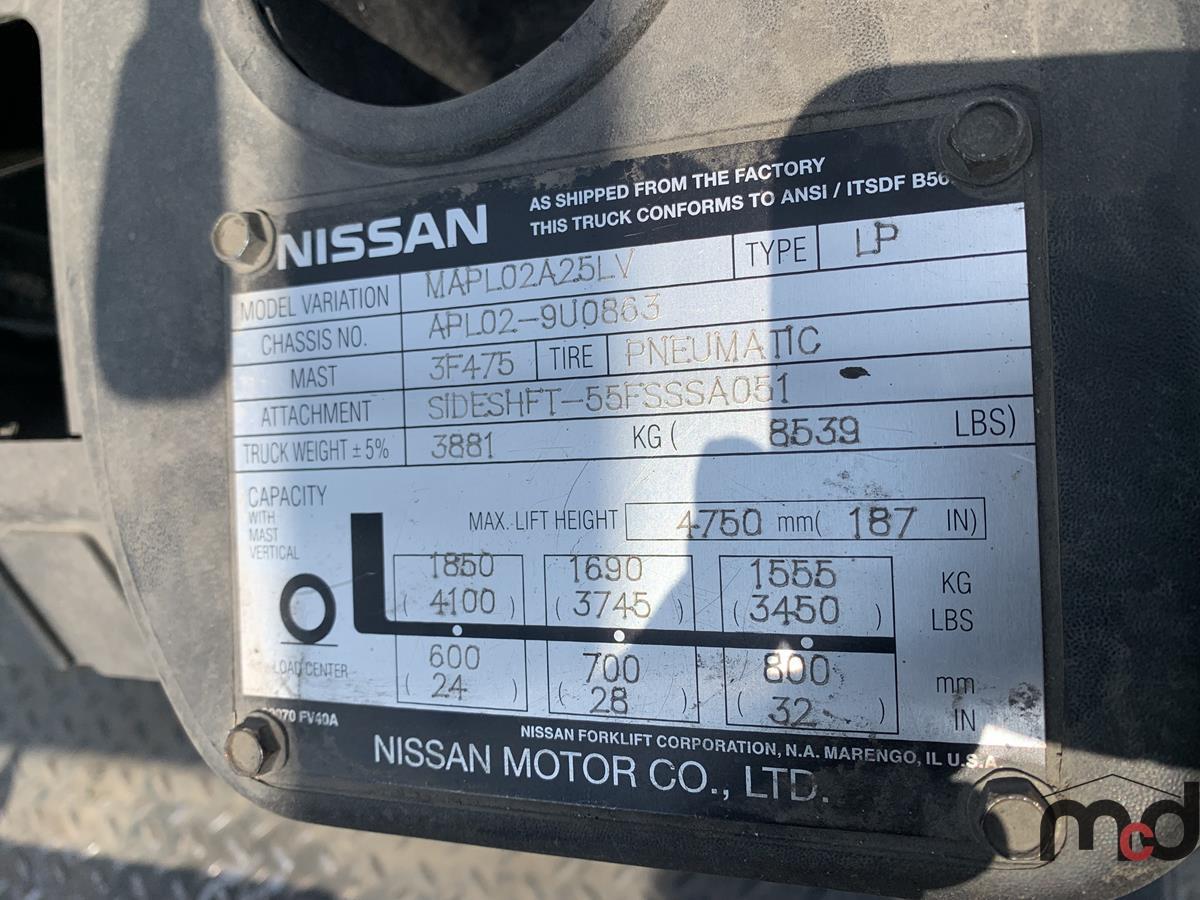 NISSAN
AS SHIPPED FROM THE FACTORY
THIS TRUCK CONFORMS TO ANSI / ITSDF B56
MODEL VARIATION MAPL02A25LV TYPE LP
CHASSIS NO. APL02-9U0863
MAST 3F475 TIRE PNEUMATIC
ATTACHMENT SIDESHFT-55FSSSA051
TRUCK WEIGHT ± 5% 3881 KG ( 8539 LBS)
CAPACITY
WITH
MAST
VERTICAL
MAX. LIFT HEIGHT 4750 mm( 187 IN)
1850 1690 1555 KG
( 4100 ) ( 3745 ) ( 3450 ) LBS
LOAD CENTER
600 700 800 mm
( 24 ) ( 28 ) ( 32 ) IN
FV40A
NISSAN FORKLIFT CORPORATION, N.A. MARENGO, IL U.S.A
NISSAN MOTOR CO., LTD.
mcd